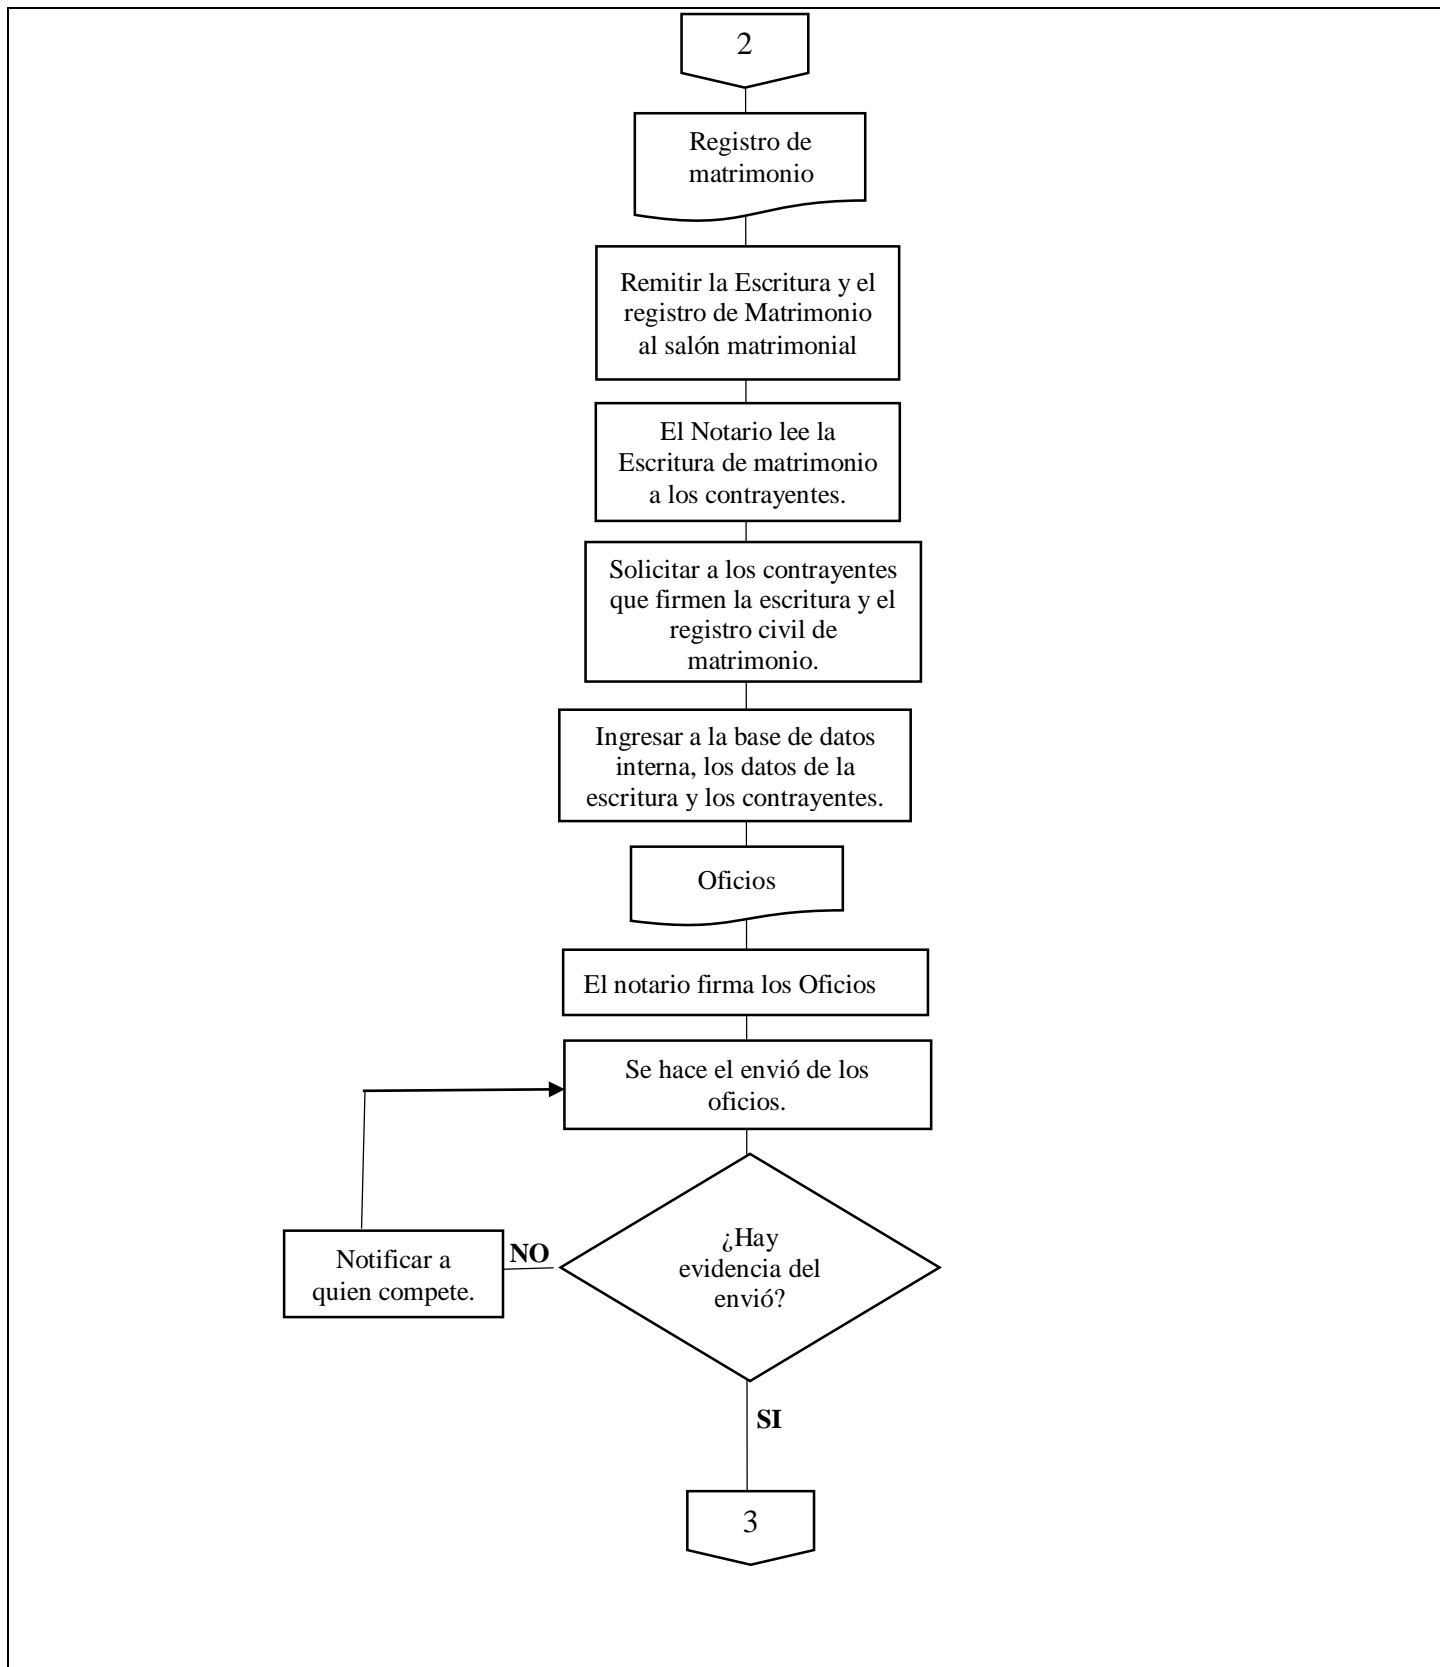 2
Registro de
matrimonio
Remitir la Escritura y el
registro de Matrimonio
al salón matrimonial
El Notario lee la
Escritura de matrimonio
a los contrayentes.
Solicitar a los contrayentes
que firmen la escritura y el
registro civil de
matrimonio.
Ingresar a la base de datos
interna, los datos de la
escritura y los contrayentes.
Oficios
El notario firma los Oficios
Se hace el envió de los
oficios.
¿Hay
evidencia del
envió?
NO
Notificar a
quien compete.
SI
3